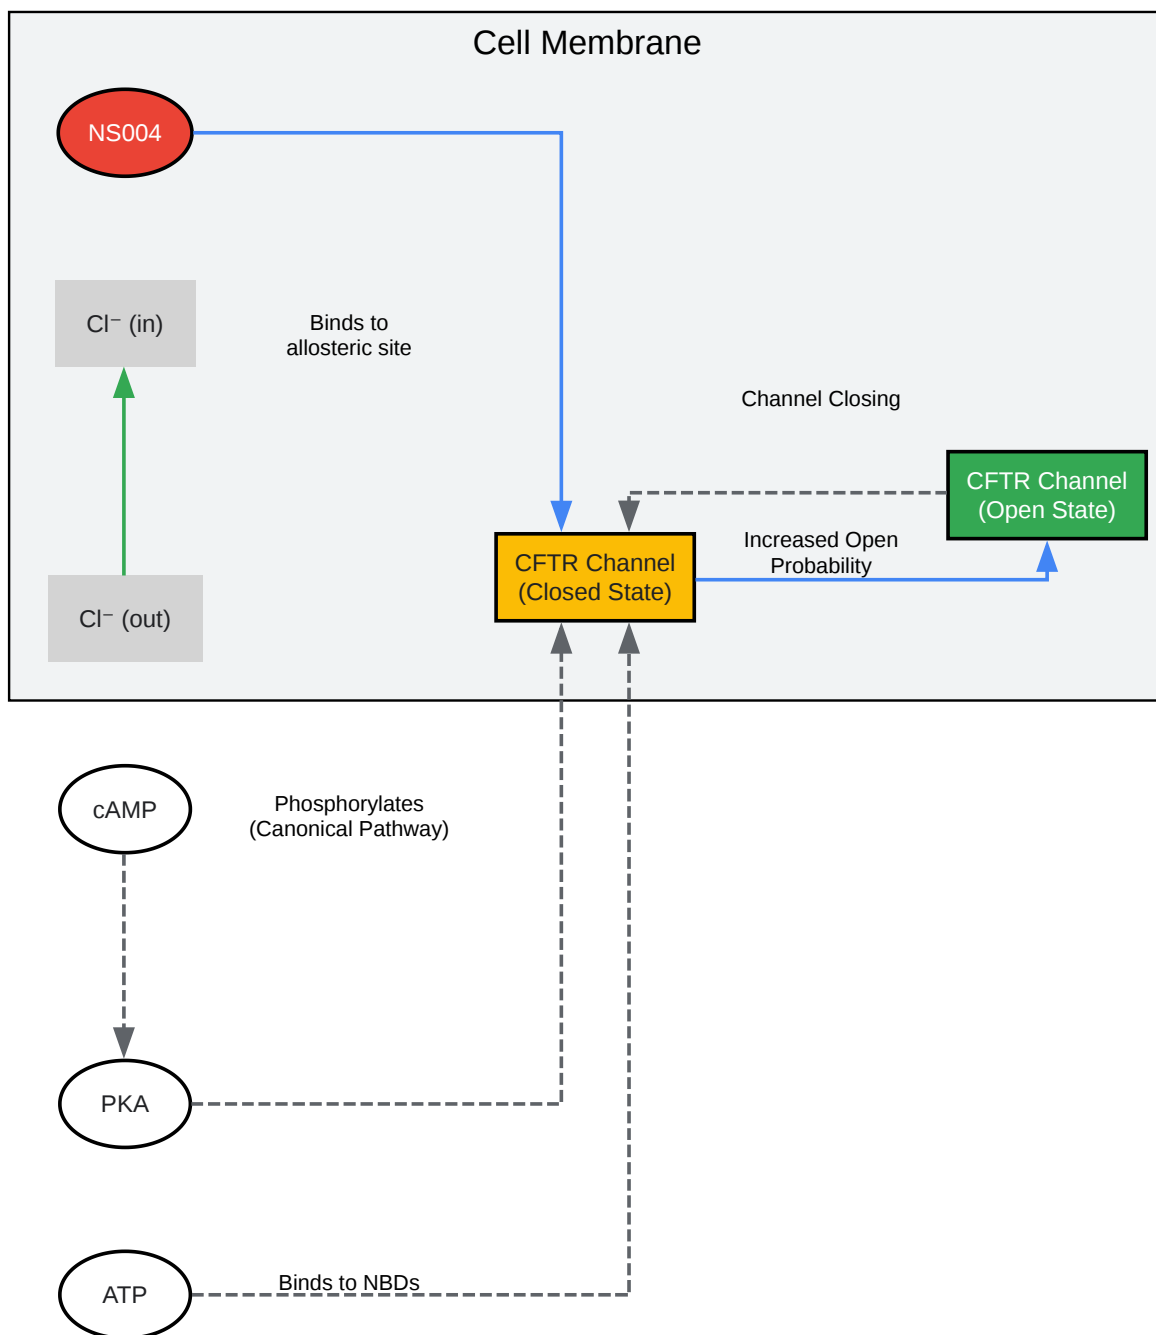 Cell Membrane
NS004
Cl⁻ (in)
Binds to
allosteric site
Channel Closing
CFTR Channel
(Open State)
Increased Open
Probability
CFTR Channel
(Closed State)
Cl⁻ (out)
cAMP
Phosphorylates
(Canonical Pathway)
PKA
Binds to NBDs
ATP